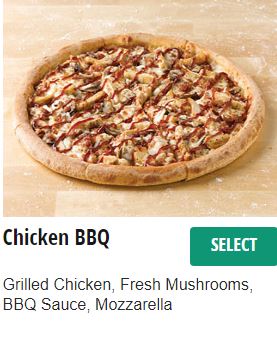 Chicken BBQ
SELECT
Grilled Chicken, Fresh Mushrooms,
BBQ Sauce, Mozzarella